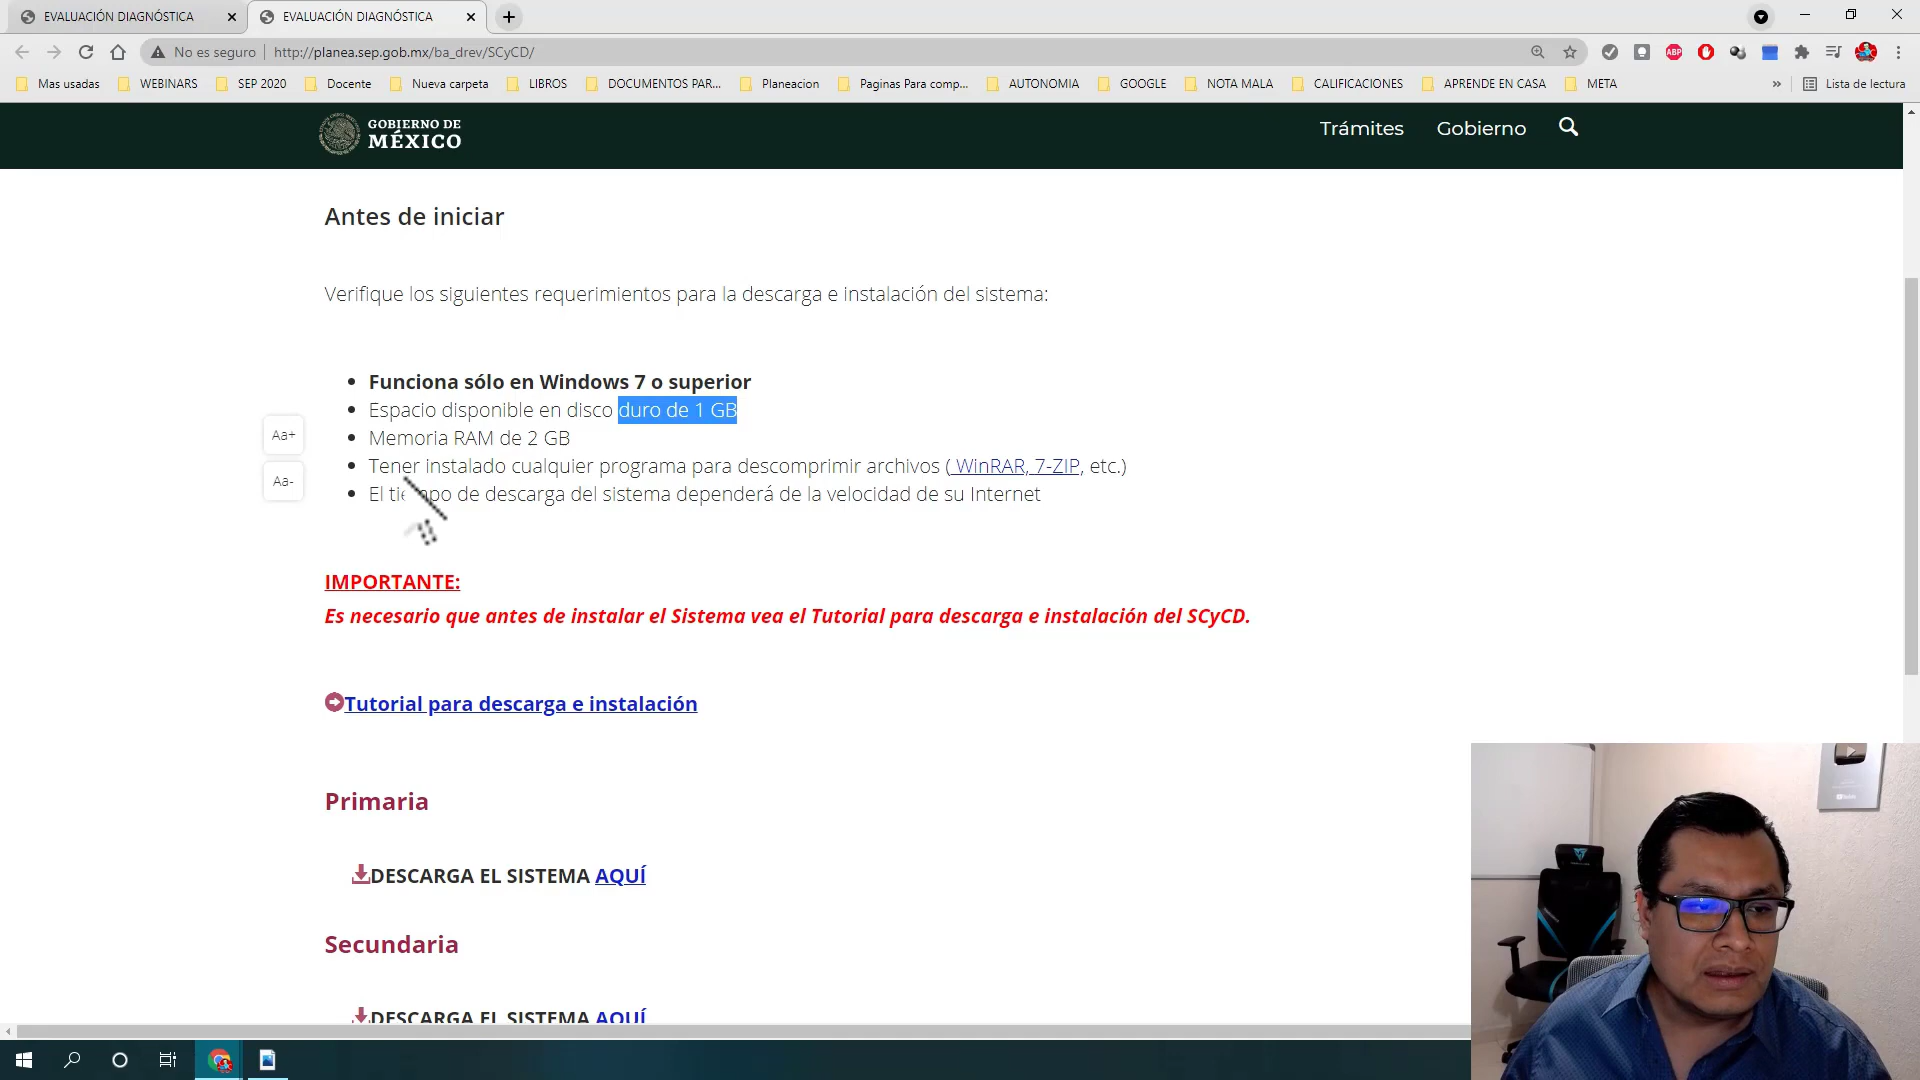 EVALUACIÓN DIAGNÓSTICA
EVALUACIÓN DIAGNÓSTICA
No es seguro
http://planea.sep.gob.mx/ba_drev/SCyCD/
ABP
Mas usadas
WEBINARS
SEP 2020
Docente
Nueva carpeta
LIBROS
DOCUMENTOS PAR...
Planeacion
Paginas Para comp...
AUTONOMIA
GOOGLE
NOTA MALA
CALIFICACIONES
APRENDE EN CASA
META
»
Lista de lectura
GOBIERNO DE
MÉXICO
Trámites
Gobierno
Antes de iniciar
Verifique los siguientes requerimientos para la descarga e instalación del sistema:
Funciona sólo en Windows 7 o superior
Espacio disponible en disco duro de 1 GB
Memoria RAM de 2 GB
Tener instalado cualquier programa para descomprimir archivos ( WinRAR, 7-ZIP, etc.)
El tiempo de descarga del sistema dependerá de la velocidad de su Internet
Aa+
Aa-
IMPORTANTE:
Es necesario que antes de instalar el Sistema vea el Tutorial para descarga e instalación del SCyCD.
Tutorial para descarga e instalación
Primaria
DESCARGA EL SISTEMA AQUÍ
Secundaria
DESCARGA EL SISTEMA AQUÍ